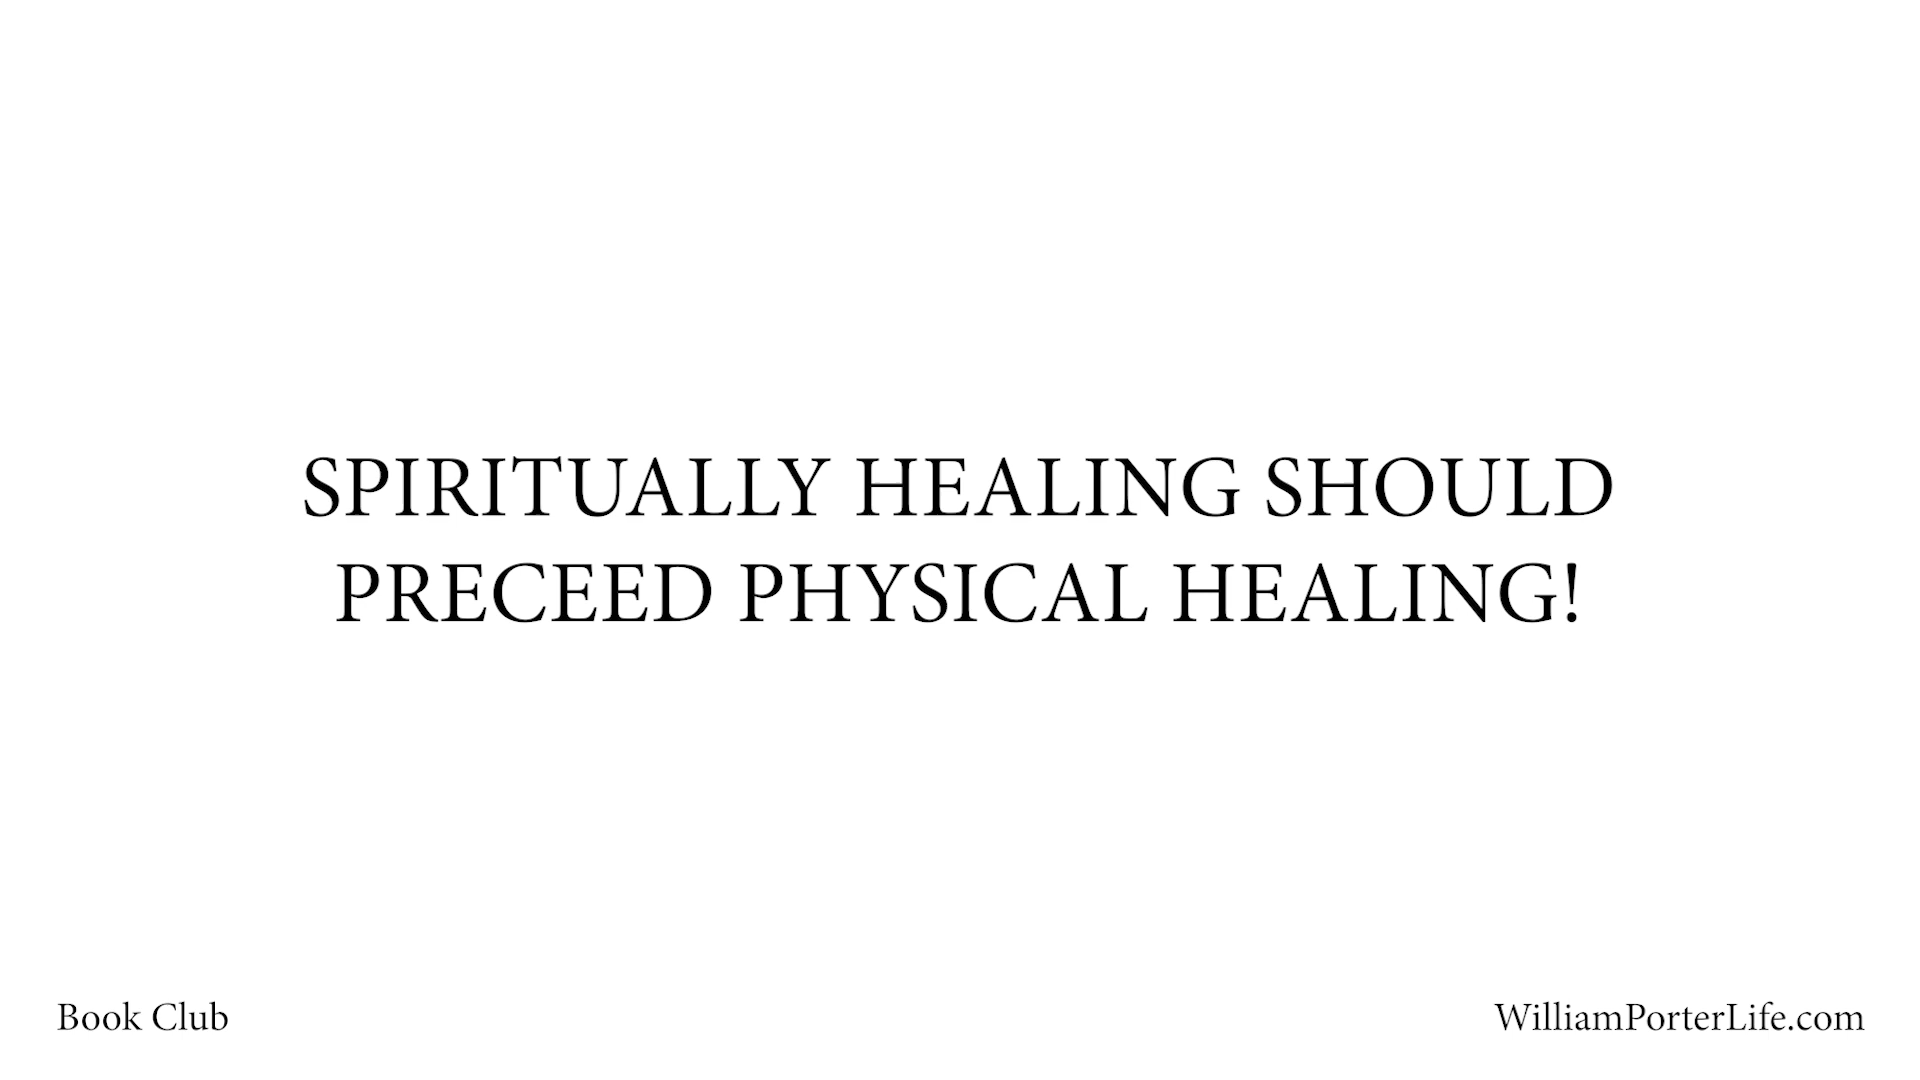 SPIRITUALLY HEALING SHOULD
PRECEED PHYSICAL HEALING!
Book Club
WilliamPorterLife.com